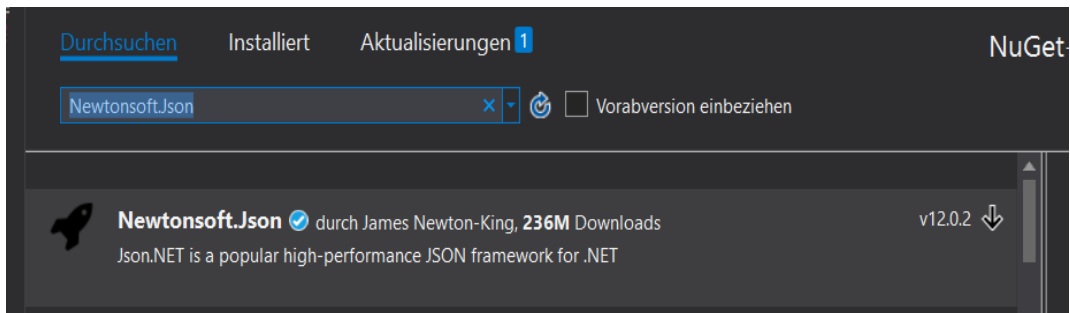 Durchsuchen Installiert Aktualisierungen 1
NuGet-
Newtonsoft.Json Vorabversion einbeziehen
Newtonsoft.Json durch James Newton-King, 236M Downloads v12.0.2
Json.NET is a popular high-performance JSON framework for .NET